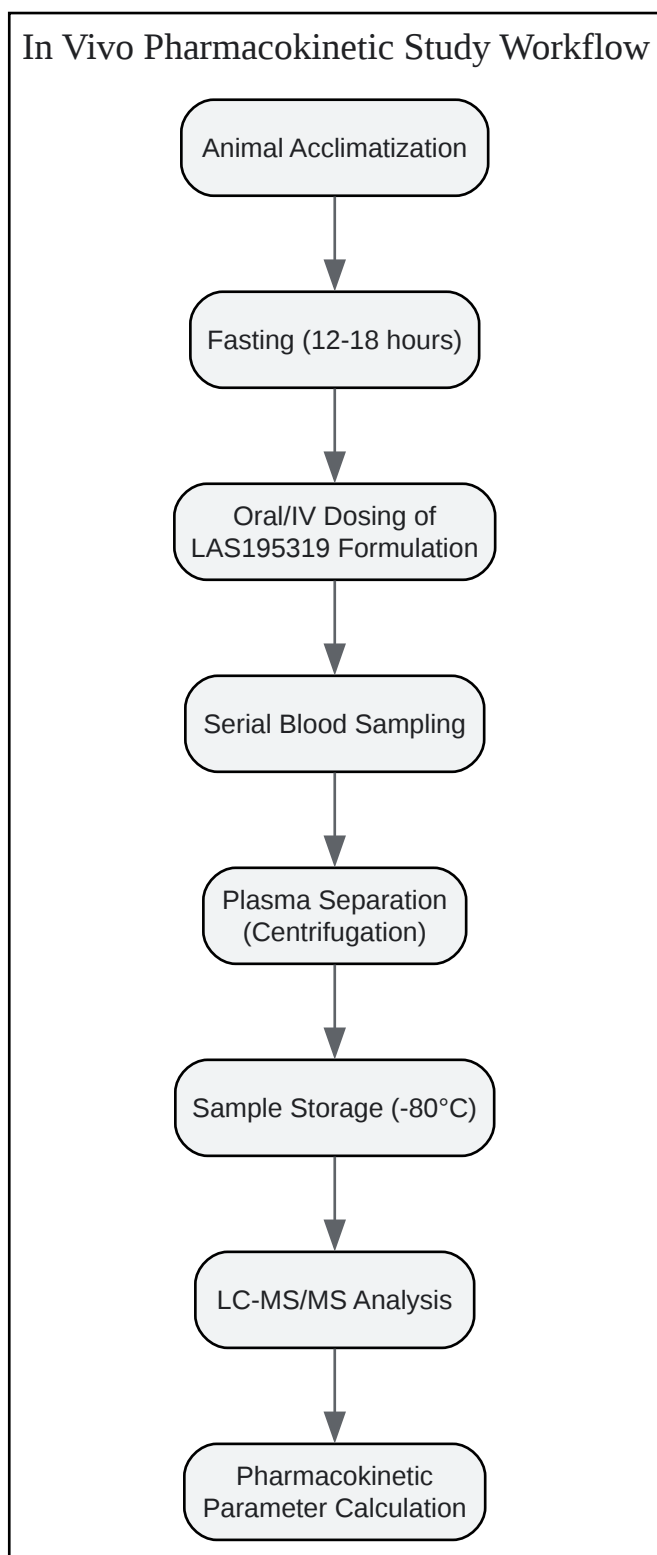 In Vivo Pharmacokinetic Study Workflow
Animal Acclimatization
Fasting (12-18 hours)
Oral/IV Dosing of
LAS195319 Formulation
Serial Blood Sampling
Plasma Separation
(Centrifugation)
Sample Storage (-80°C)
LC-MS/MS Analysis
Pharmacokinetic
Parameter Calculation